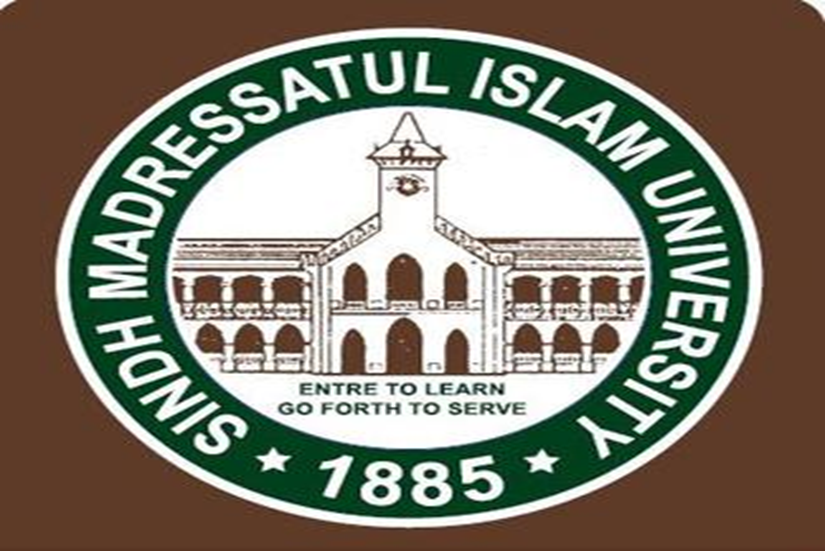 SINDH MADRESSATUL ISLAM UNIVERSITY
ENTRE TO LEARN
GO FORTH TO SERVE
1885